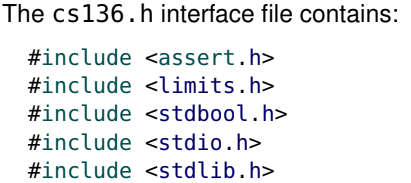 The cs136.h interface file contains:
#include <assert.h>
#include <limits.h>
#include <stdbool.h>
#include <stdio.h>
#include <stdlib.h>